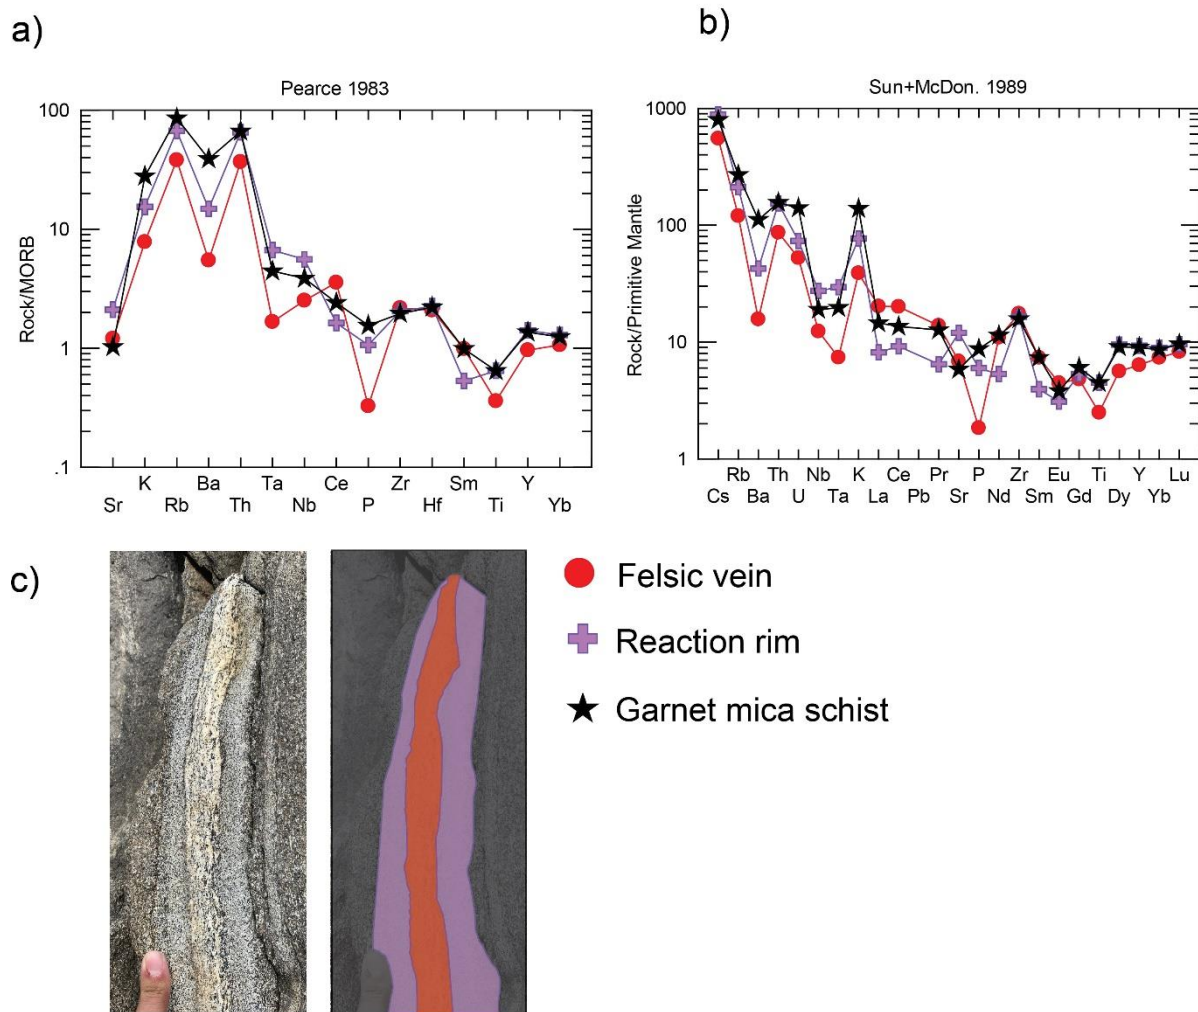 a)
Pearce 1983
Rock/MORB
100
10
1
.1
K Ba Ta Ce Zr Sm Y
Sr Rb Th Nb P Hf Ti Yb
b)
Sun+McDon. 1989
Rock/Primitive Mantle
1000
100
10
1
Rb Th Nb K Ce Pr P Zr Eu Ti Y Lu
Cs Ba U Ta La Pb Sr Nd Sm Gd Dy Yb
c)
Felsic vein
Reaction rim
Garnet mica schist